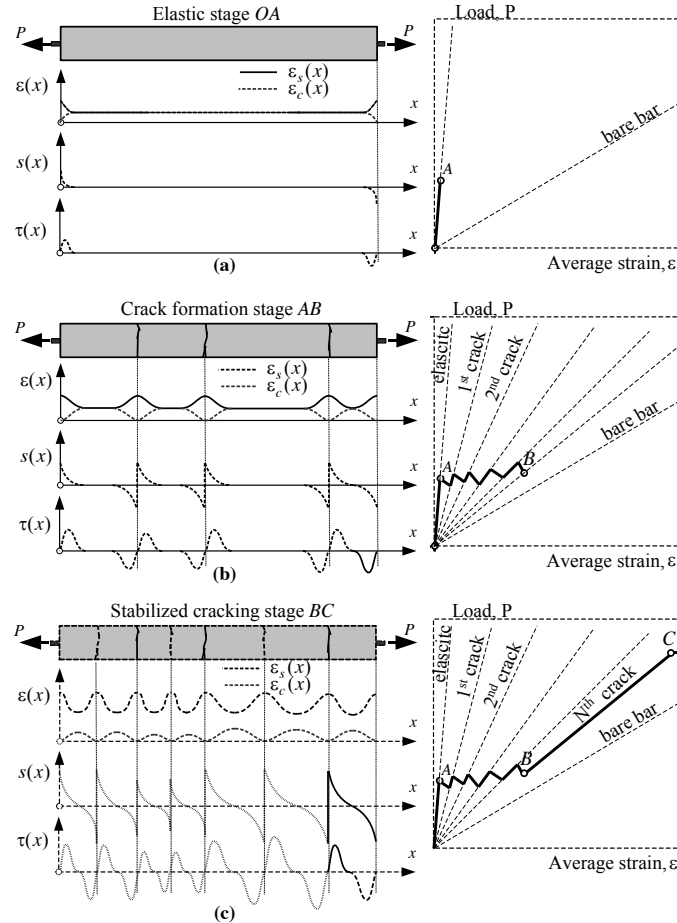 Elastic stage OA
P
P
ε(x)
εs(x)
εc(x)
x
s(x)
x
τ(x)
x
(a)
Load, P
A
bare bar
Average strain, ε
Crack formation stage AB
P
P
ε(x)
εs(x)
εc(x)
x
s(x)
x
τ(x)
x
(b)
Load, P
elascitc
1st crack
2nd crack
A
B
bare bar
Average strain, ε
Stabilized cracking stage BC
P
P
εs(x)
εc(x)
ε(x)
x
s(x)
x
τ(x)
x
(c)
Load, P
elascitc
1st crack
2nd crack
Nth crack
C
A
B
bare bar
Average strain, ε